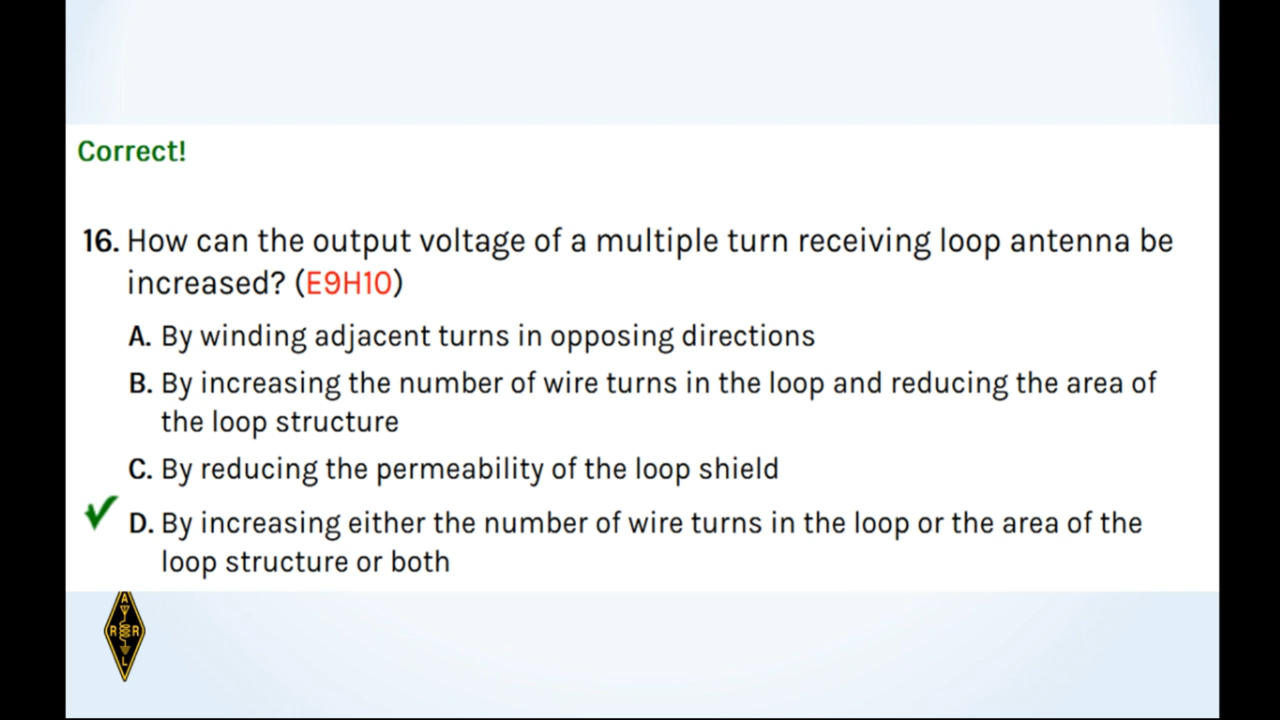 Correct!
16. How can the output voltage of a multiple turn receiving loop antenna be
increased? (E9H10)
A. By winding adjacent turns in opposing directions
B. By increasing the number of wire turns in the loop and reducing the area of
the loop structure
C. By reducing the permeability of the loop shield
D. By increasing either the number of wire turns in the loop or the area of the
loop structure or both
A
R R
L